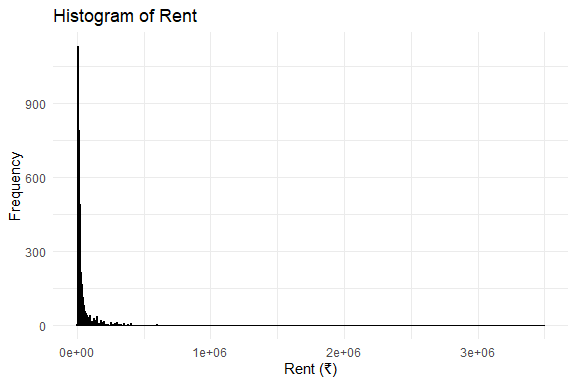 Histogram of Rent
Frequency
900
600
300
0
0e+00 1e+06 2e+06 3e+06
Rent (₹)